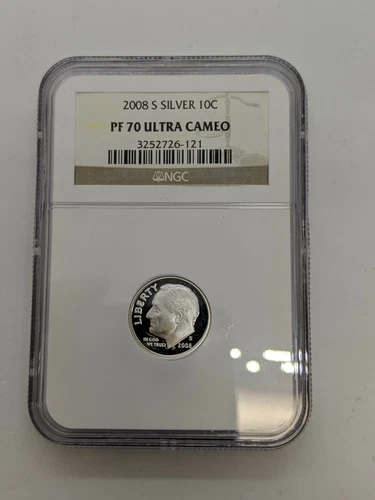 2008 S SILVER 10C
PF 70 ULTRA CAMEO
3252726-121
NGC
LIBERTY
IN GOD
WE TRUST
S
2008